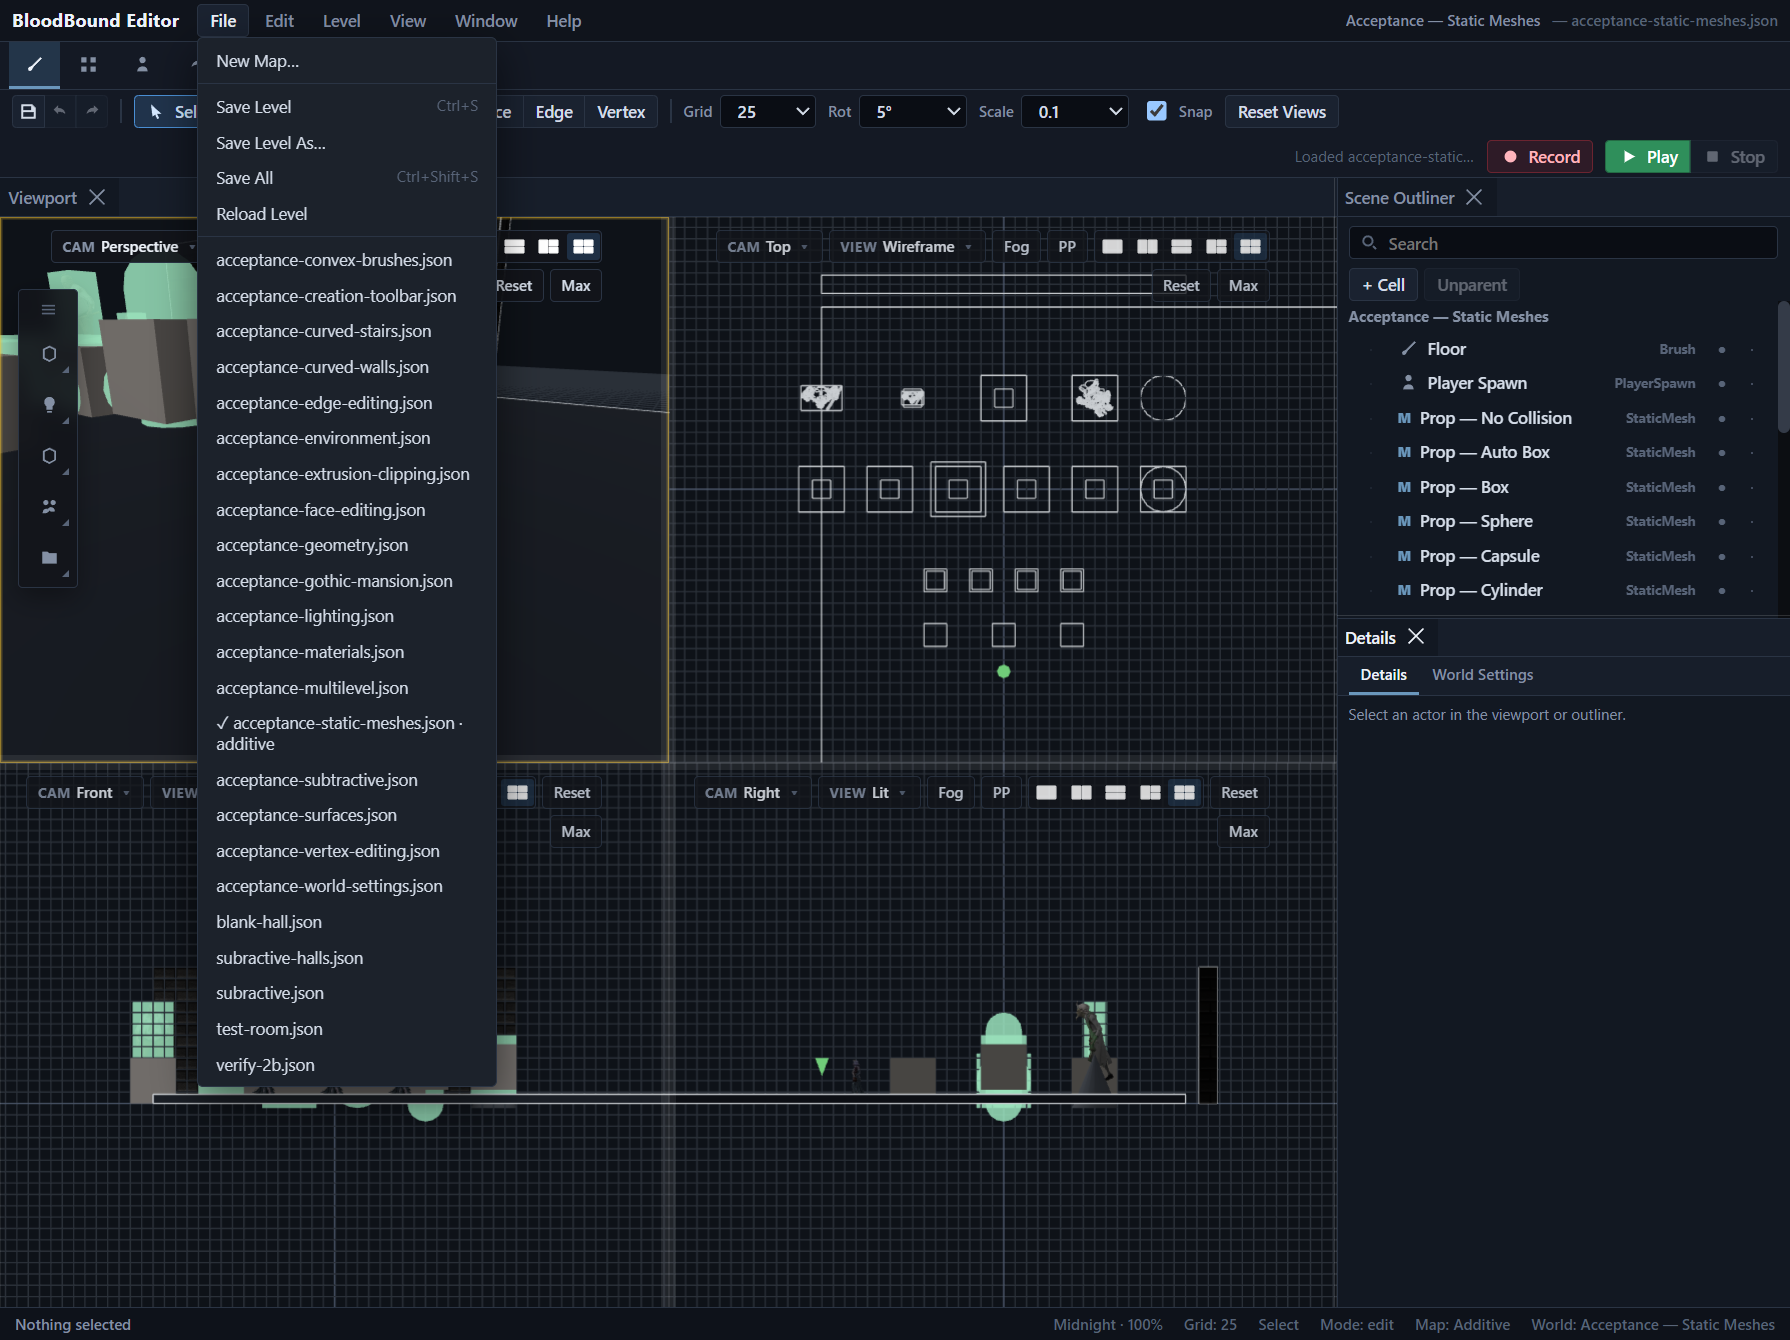 BloodBound Editor File Edit Level View Window Help Acceptance — Static Meshes — acceptance-static-meshes.json
Sel Edge Vertex Grid 25 Rot 5° Scale 0.1 Snap Reset Views
Loaded acceptance-static... Record Play Stop
New Map...
Save Level Ctrl+S
Save Level As...
Save All Ctrl+Shift+S
Reload Level
acceptance-convex-brushes.json
acceptance-creation-toolbar.json
acceptance-curved-stairs.json
acceptance-curved-walls.json
acceptance-edge-editing.json
acceptance-environment.json
acceptance-extrusion-clipping.json
acceptance-face-editing.json
acceptance-geometry.json
acceptance-gothic-mansion.json
acceptance-lighting.json
acceptance-materials.json
acceptance-multilevel.json
✓ acceptance-static-meshes.json ·
additive
acceptance-subtractive.json
acceptance-surfaces.json
acceptance-vertex-editing.json
acceptance-world-settings.json
blank-hall.json
subractive-halls.json
subractive.json
test-room.json
verify-2b.json
Viewport
CAM Perspective
Reset Max
CAM Top VIEW Wireframe Fog PP
Reset Max
CAM Front VIEW Reset
Max
CAM Right VIEW Lit Fog PP Reset
Max
Scene Outliner
Search
+ Cell Unparent
Acceptance — Static Meshes
Floor Brush
Player Spawn PlayerSpawn
M Prop — No Collision StaticMesh
M Prop — Auto Box StaticMesh
M Prop — Box StaticMesh
M Prop — Sphere StaticMesh
M Prop — Capsule StaticMesh
M Prop — Cylinder StaticMesh
Details
Details World Settings
Select an actor in the viewport or outliner.
Nothing selected Midnight · 100% Grid: 25 Select Mode: edit Map: Additive World: Acceptance — Static Meshes